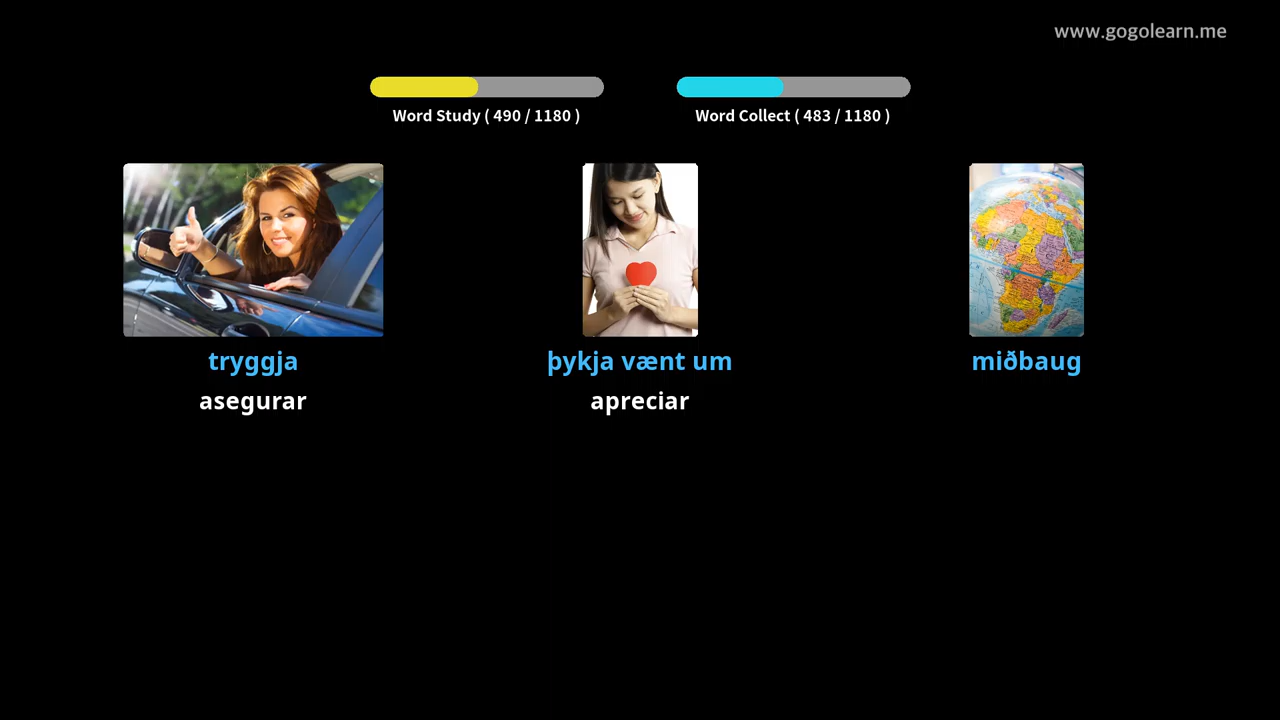 www.gogolearn.me
Word Study ( 490 / 1180 )
Word Collect ( 483 / 1180 )
tryggja
asegurar
þykja vænt um
apreciar
miðbaug